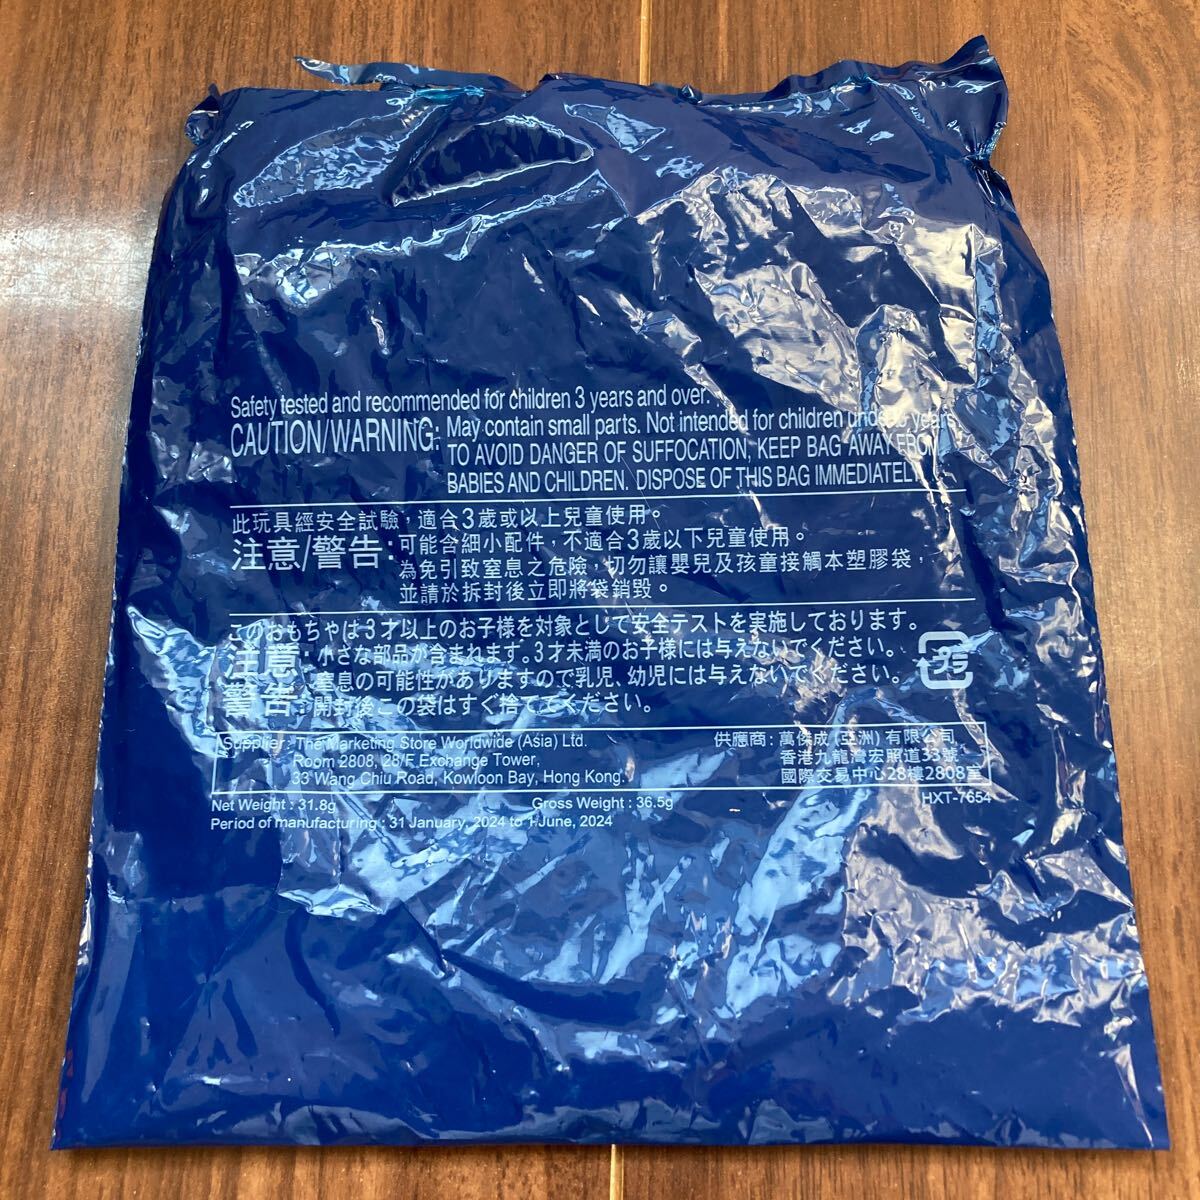 Safety tested and recommended for children 3 years and over.
CAUTION/WARNING: May contain small parts. Not intended for children under 3 years
TO AVOID DANGER OF SUFFOCATION, KEEP BAG AWAY FROM
BABIES AND CHILDREN. DISPOSE OF THIS BAG IMMEDIATELY
此玩具經安全試驗，適合3歲或以上兒童使用。
注意/警告：可能含細小配件，不適合3歲以下兒童使用。
為免引致窒息之危險，切勿讓嬰兒及孩童接觸本塑膠袋，
並請於拆封後立即將袋銷毀。
このおもちゃは3才以上のお子様を対象として安全テストを実施しております。
注意・小さな部品が含まれます。3才未満のお子様には与えないでください。
警告：窒息の可能性がありますので乳児、幼児には与えないでください。
開封後この袋はすぐ捨ててください。
プラ
Supplier : The Marketing Store Worldwide (Asia) Ltd.
Room 2808, 28/F, Exchange Tower,
33 Wang Chiu Road, Kowloon Bay, Hong Kong.
供應商：萬傑成 (亞洲) 有限公司
香港九龍灣宏照道33號
國際交易中心28樓2808室
Net Weight : 31.8g Gross Weight : 36.5g HXT-7654
Period of manufacturing : 31 January, 2024 to 1 June, 2024